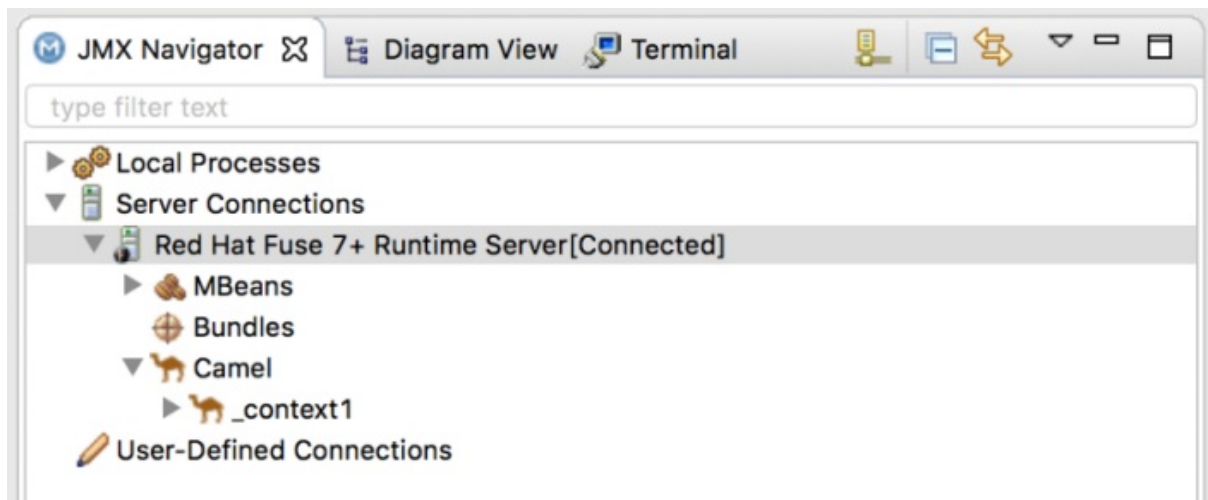 JMX Navigator Diagram View Terminal
type filter text
Local Processes
Server Connections
Red Hat Fuse 7+ Runtime Server[Connected]
MBeans
Bundles
Camel
_context1
User-Defined Connections